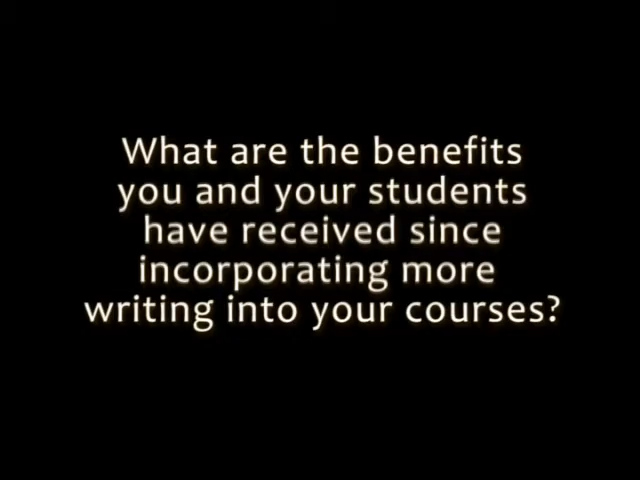 What are the benefits
you and your students
have received since
incorporating more
writing into your courses?